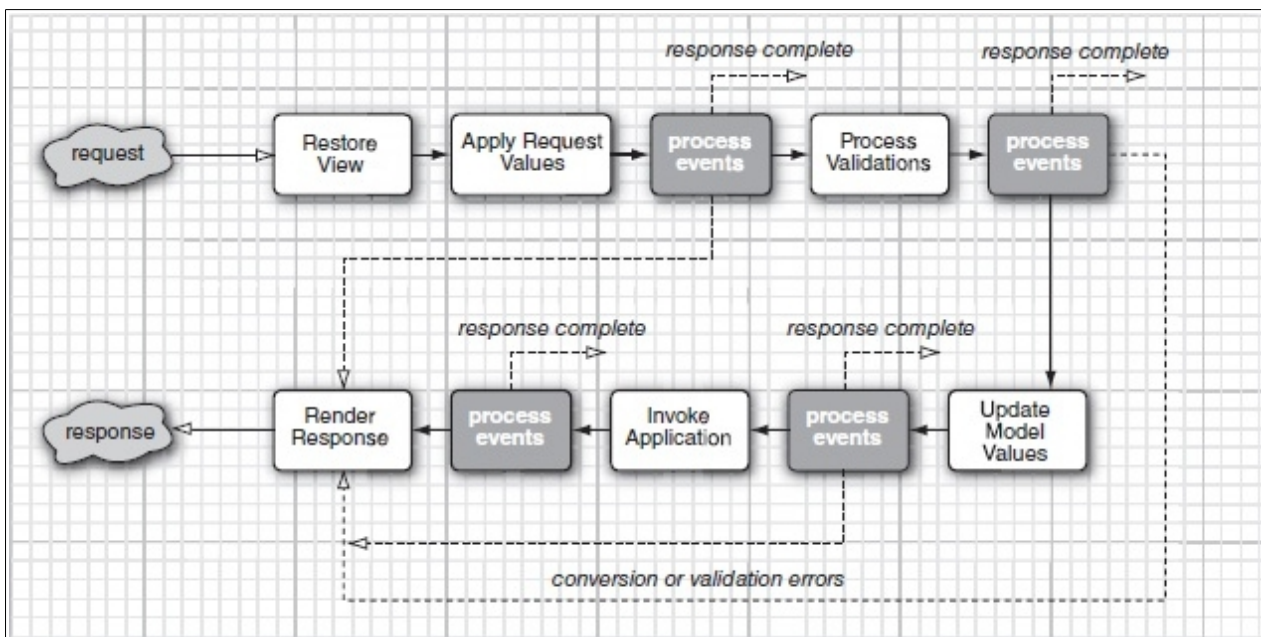 response complete
response complete
request
Restore
View
Apply Request
Values
process
events
Process
Validations
process
events
response complete
response complete
response
Render
Response
process
events
Invoke
Application
process
events
Update
Model
Values
conversion or validation errors